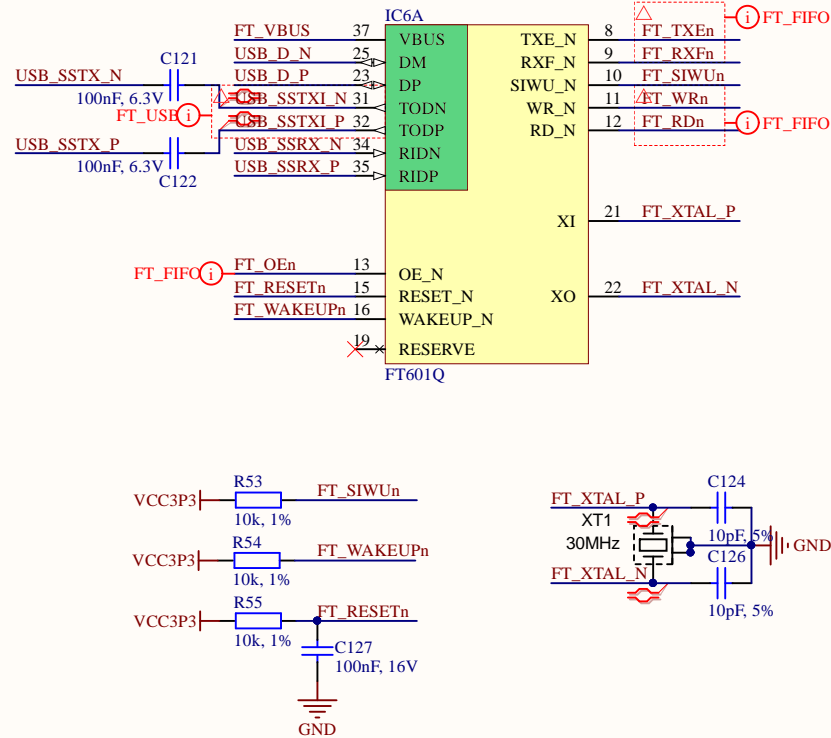 IC6A
FT_VBUS 37 VBUS TXE_N 8 FT_TXEn FT_FIFO
C121 USB_D_N 25 DM RXF_N 9 FT_RXFn
USB_SSTX_N USB_D_P 23 DP SIWU_N 10 FT_SIWUn
100nF, 6.3V USB_SSTXI_N 31 TODN WR_N 11 FT_WRn
FT_USB i USB_SSTXI_P 32 TODP RD_N 12 FT_RDn i FT_FIFO
USB_SSTX_P USB_SSRX_N 34 RIDN
100nF, 6.3V USB_SSRX_P 35 RIDP
C122
XI 21 FT_XTAL_P
FT_FIFO i FT_OEn 13 OE_N
FT_RESETn 15 RESET_N XO 22 FT_XTAL_N
FT_WAKEUPn 16 WAKEUP_N
19 RESERVE
FT601Q
R53
VCC3P3 FT_SIWUn
10k, 1%
R54
VCC3P3 FT_WAKEUPn
10k, 1%
R55
VCC3P3 FT_RESETn
10k, 1%
C127
100nF, 16V
GND
C124
FT_XTAL_P
XT1 10pF, 5%
30MHz GND
C126
FT_XTAL_N
10pF, 5%